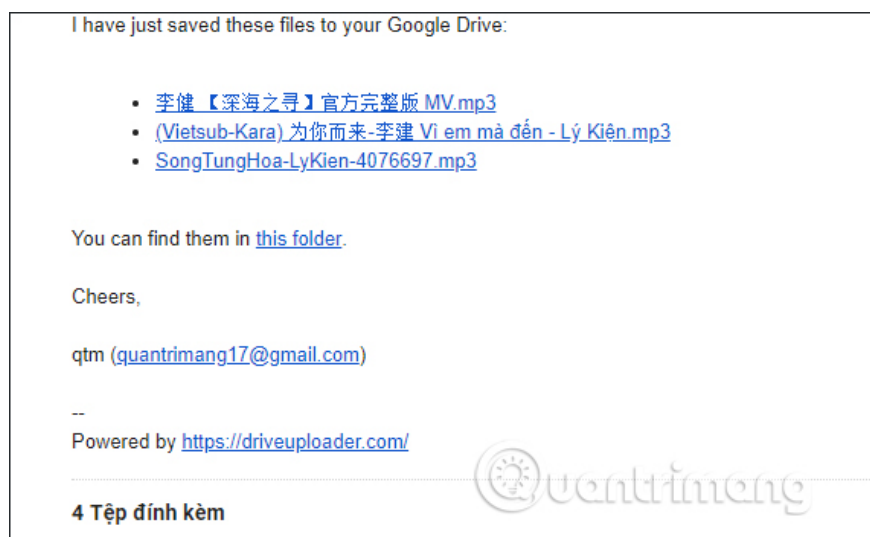 I have just saved these files to your Google Drive:
• 李健 【深海之寻】官方完整版 MV.mp3
• (Vietsub-Kara) 为你而来-李建 Vì em mà đến - Lý Kiện.mp3
• SongTungHoa-LyKien-4076697.mp3
You can find them in this folder.
Cheers,
qtm (quantrimang17@gmail.com)
--
Powered by https://driveuploader.com/
Quantrimang
4 Tệp đính kèm